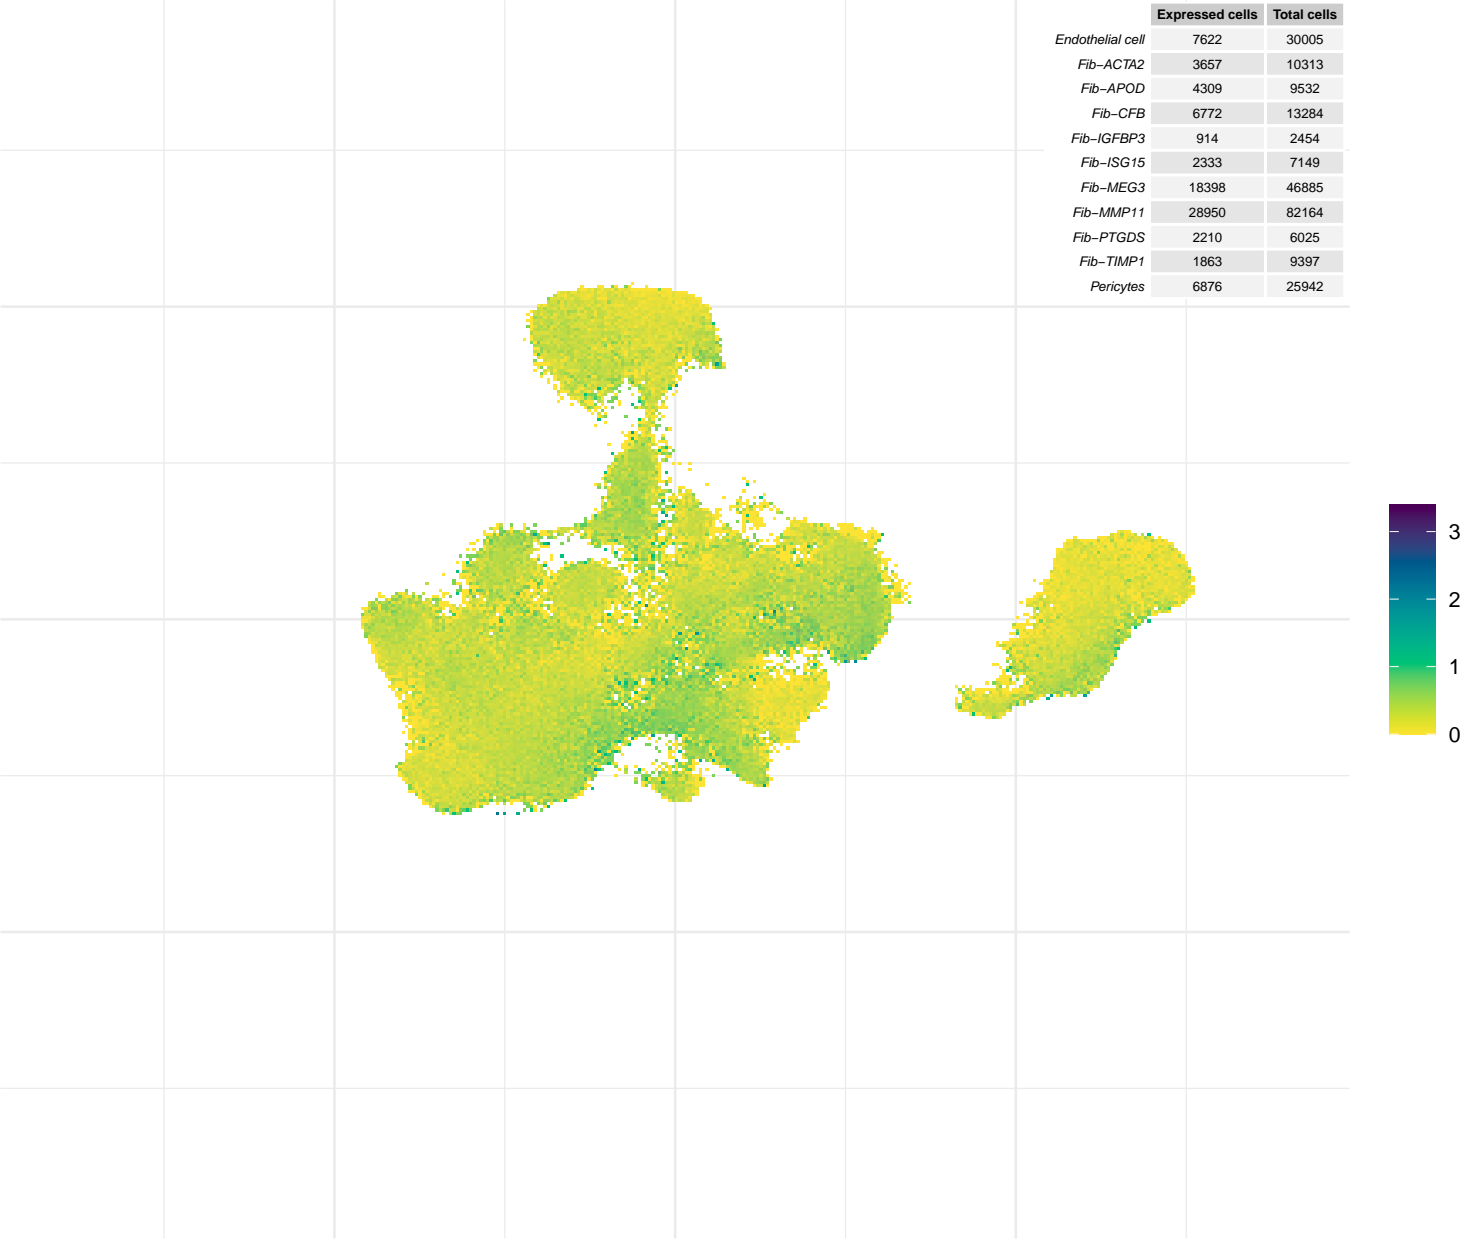 Expressed cells Total cells
Endothelial cell 7622 30005
Fib−ACTA2 3657 10313
Fib−APOD 4309 9532
Fib−CFB 6772 13284
Fib−IGFBP3 914 2454
Fib−ISG15 2333 7149
Fib−MEG3 18398 46885
Fib−MMP11 28950 82164
Fib−PTGDS 2210 6025
Fib−TIMP1 1863 9397
Pericytes 6876 25942
3
2
1
0